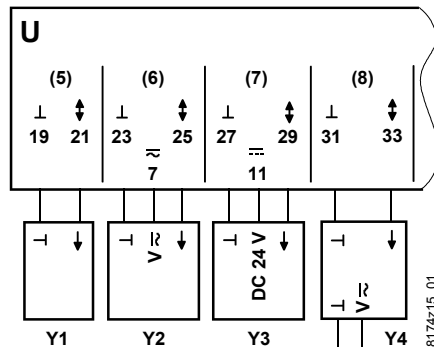 U
(5) (6) (7) (8)
⊥ ↕ ⊥ ↕ ⊥ ↕ ⊥ ↕
19 21 23 25 27 29 31 33
≂ ⎓
7 11
⊥ ↓ ⊥ V ≂ ↓ ⊥ DC 24 V ↓ ⊥ ↓
⊥ V ≂
Y1 Y2 Y3 Y4
8174z15_01